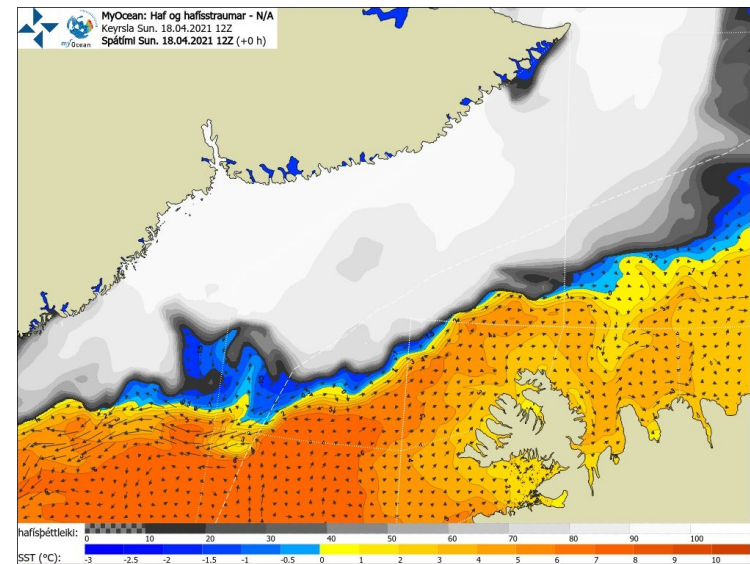 MyOcean: Haf og hafísstraumar - N/A
Keyrsla Sun. 18.04.2021 12Z
Spátími Sun. 18.04.2021 12Z (+0 h)
my Ocean
hafísþéttleiki:
0 10 20 30 40 50 60 70 80 90 100
SST (°C):
-3 -2.5 -2 -1.5 -1 -0.5 0 1 2 3 4 5 6 7 8 9 10